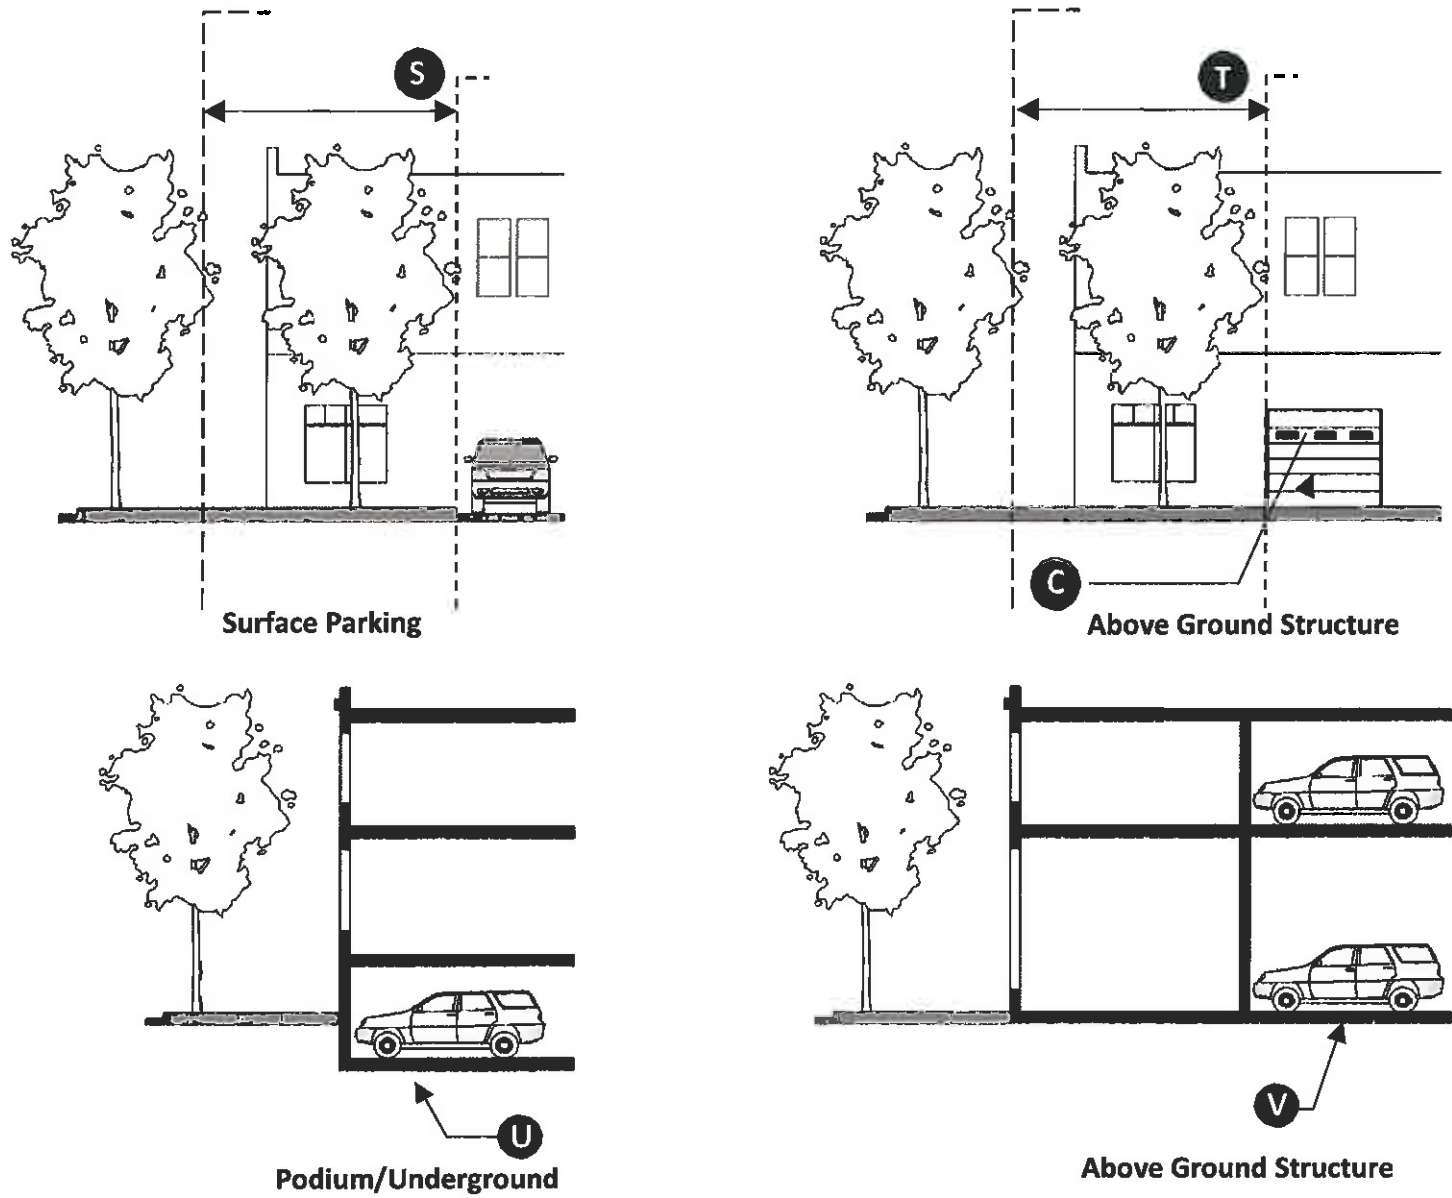 S
T
C
Surface Parking
Above Ground Structure
U
V
Podium/Underground
Above Ground Structure